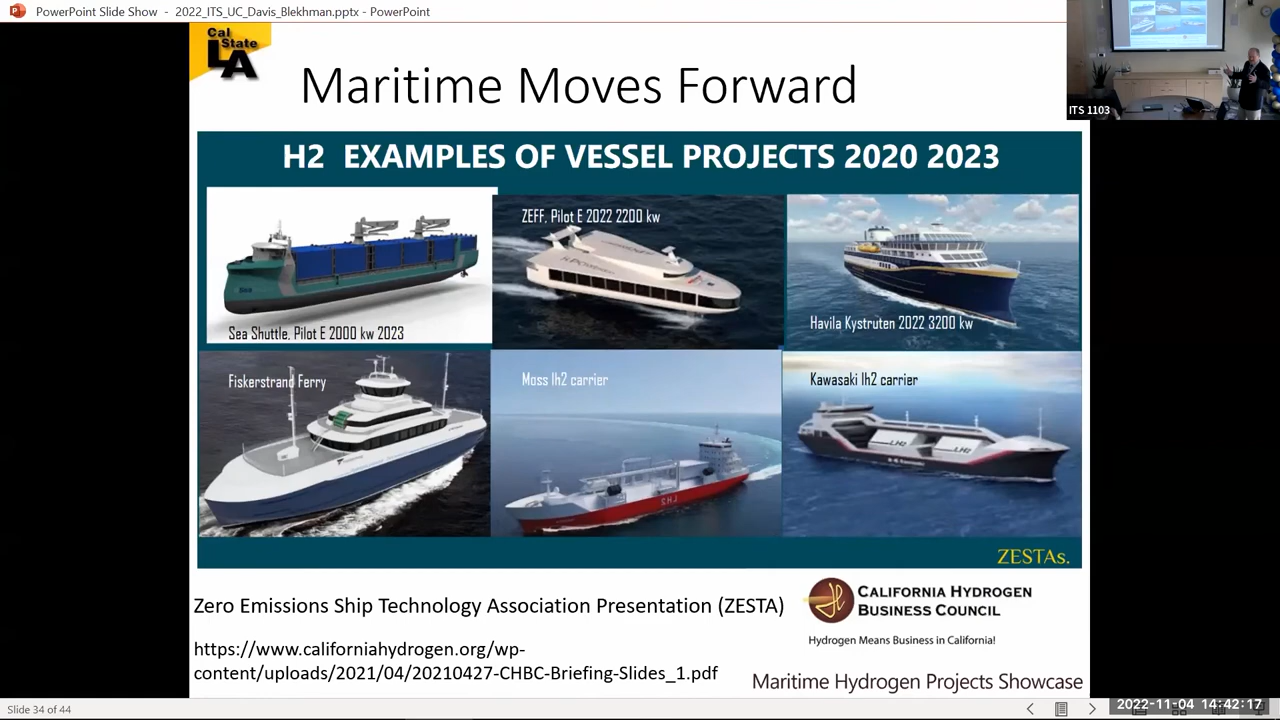 PowerPoint Slide Show - 2022_ITS_UC_Davis_Blekhman.pptx - PowerPoint
Cal
State
LA
Maritime Moves Forward
ITS 1103
H2 EXAMPLES OF VESSEL PROJECTS 2020 2023
Sea Shuttle, Pilot E 2000 kw 2023
ZEFF, Pilot E 2022 2200 kw
Havila Kystruten 2022 3200 kw
Fiskerstrand Ferry
Moss lh2 carrier
SHJ
Kawasaki lh2 carrier
LH2
LH2
ZESTAs.
Zero Emissions Ship Technology Association Presentation (ZESTA)
https://www.californiahydrogen.org/wp-
content/uploads/2021/04/20210427-CHBC-Briefing-Slides_1.pdf
CALIFORNIA HYDROGEN
BUSINESS COUNCIL
Hydrogen Means Business in California!
Maritime Hydrogen Projects Showcase
Slide 34 of 44
2022-11-04 14:42:17